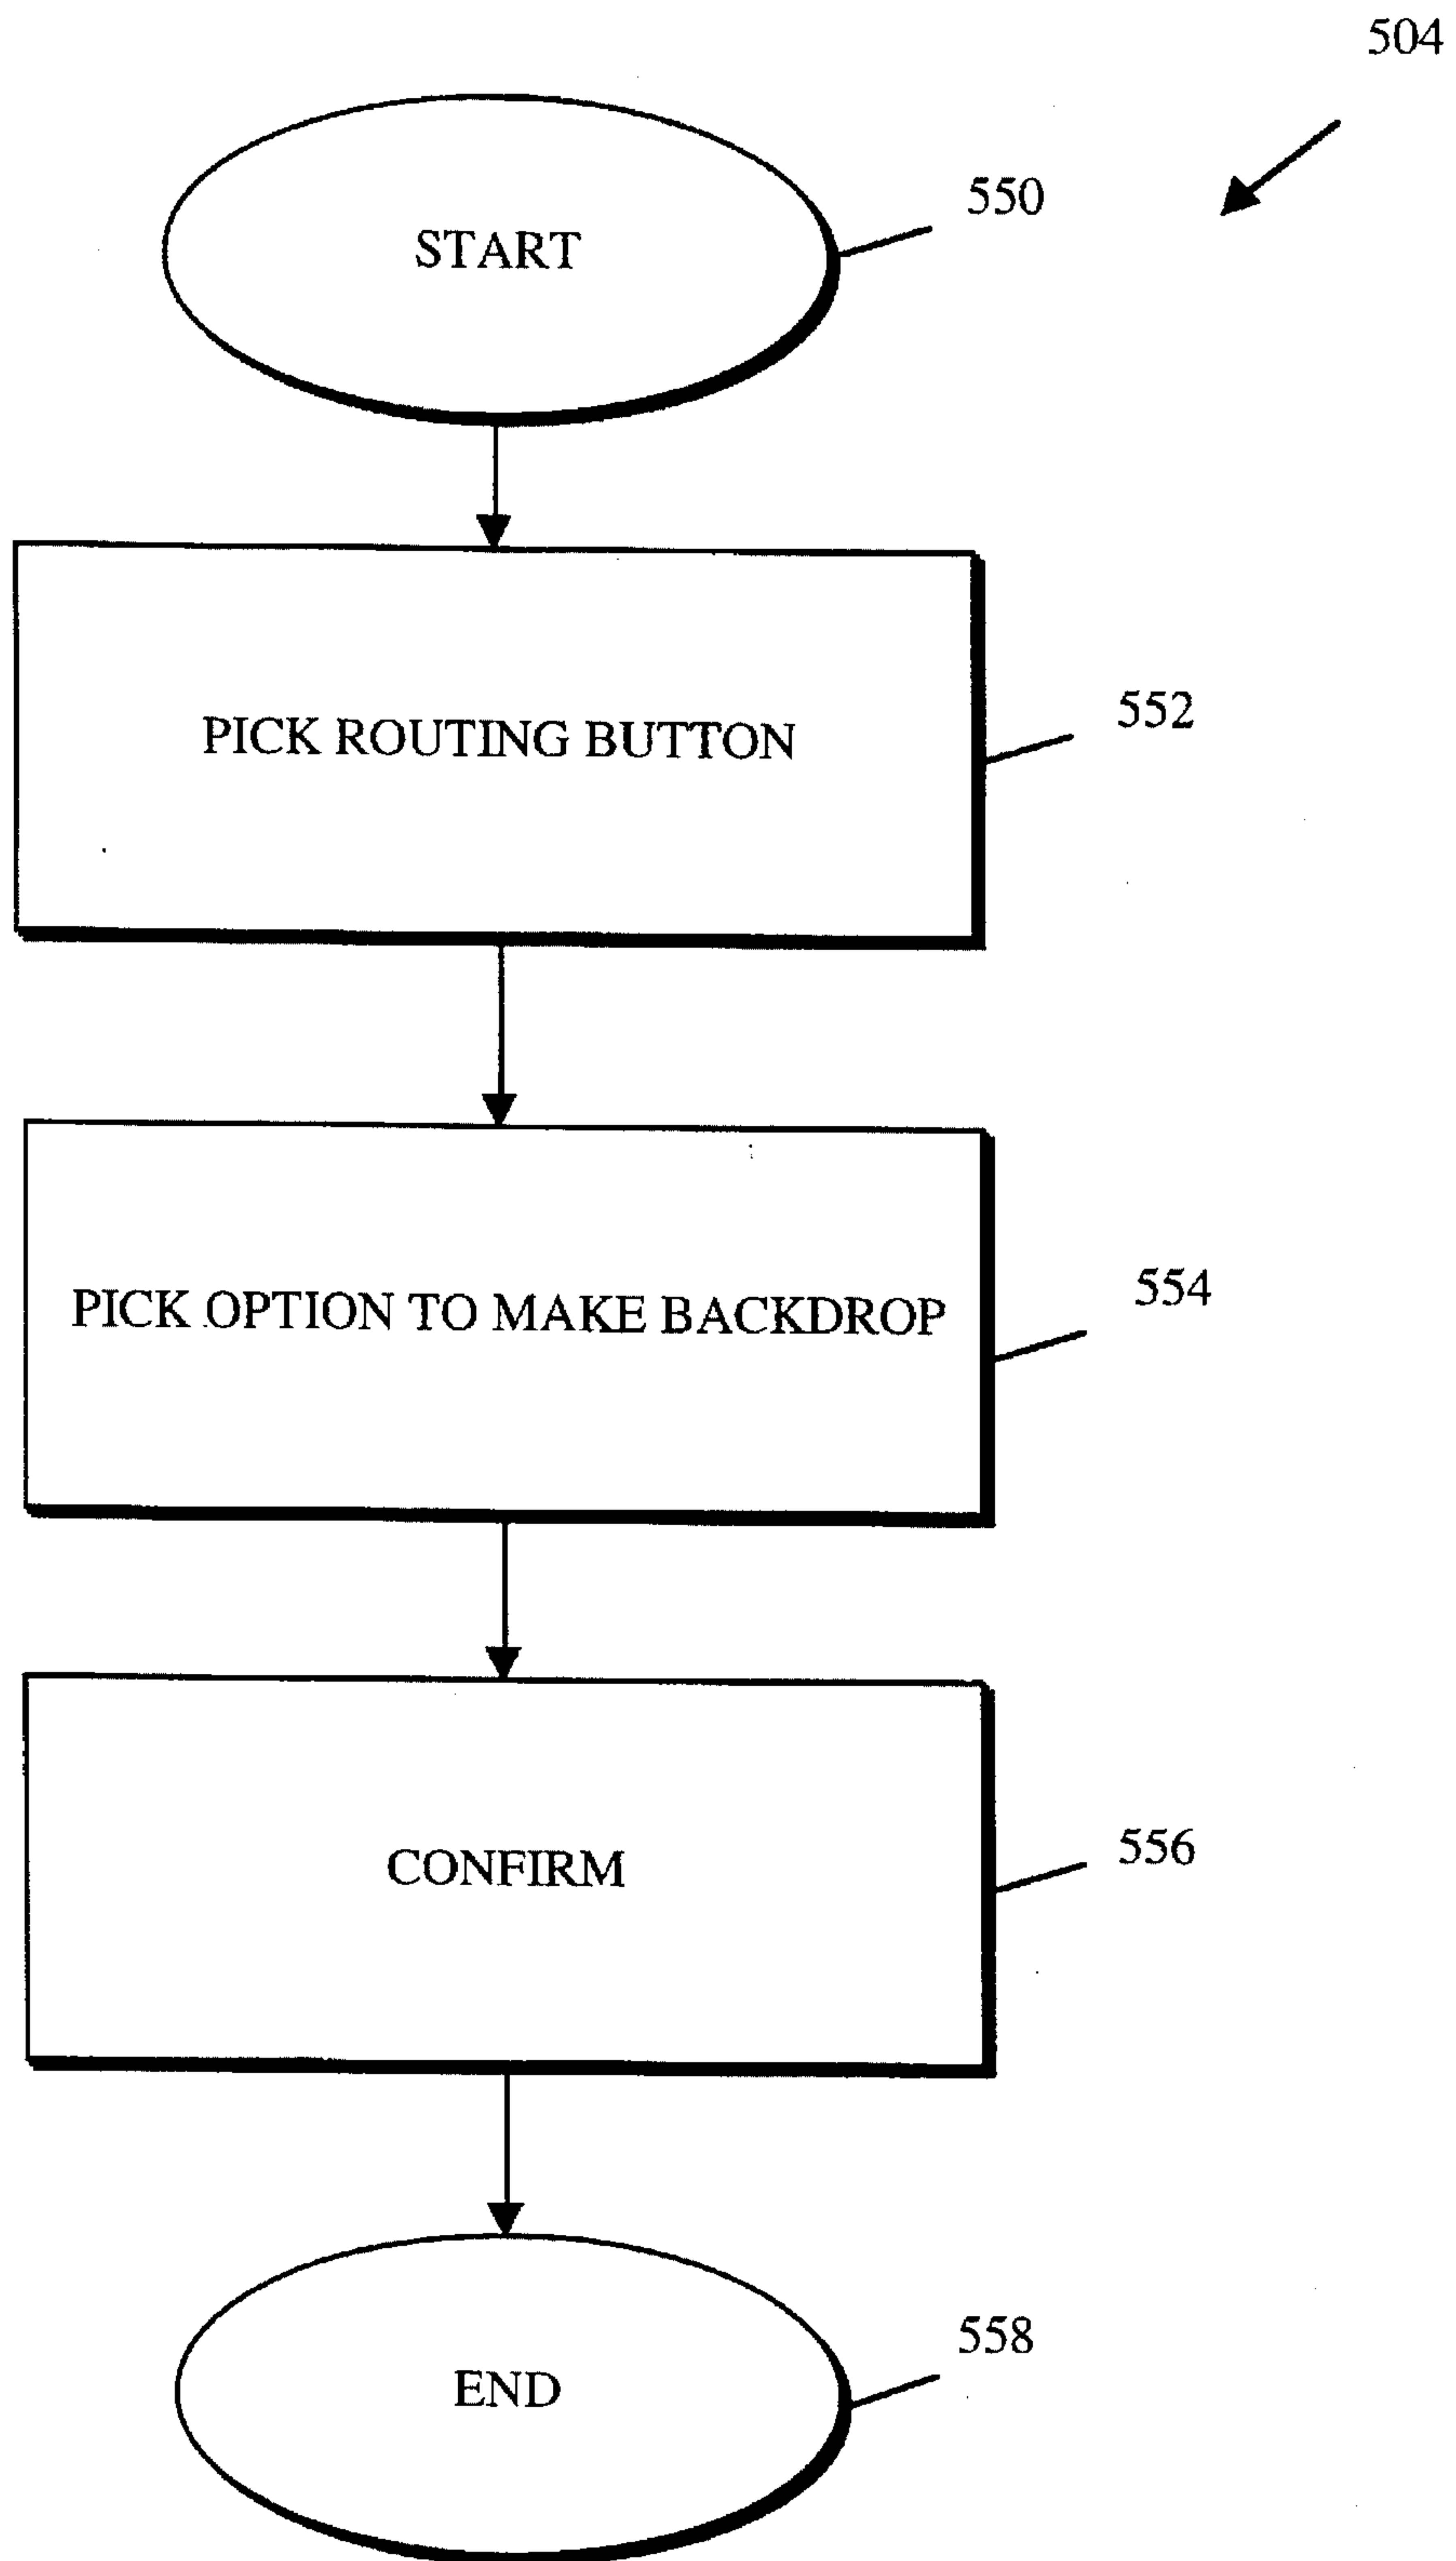 504
550
START
552
PICK ROUTING BUTTON
554
PICK OPTION TO MAKE BACKDROP
556
CONFIRM
558
END